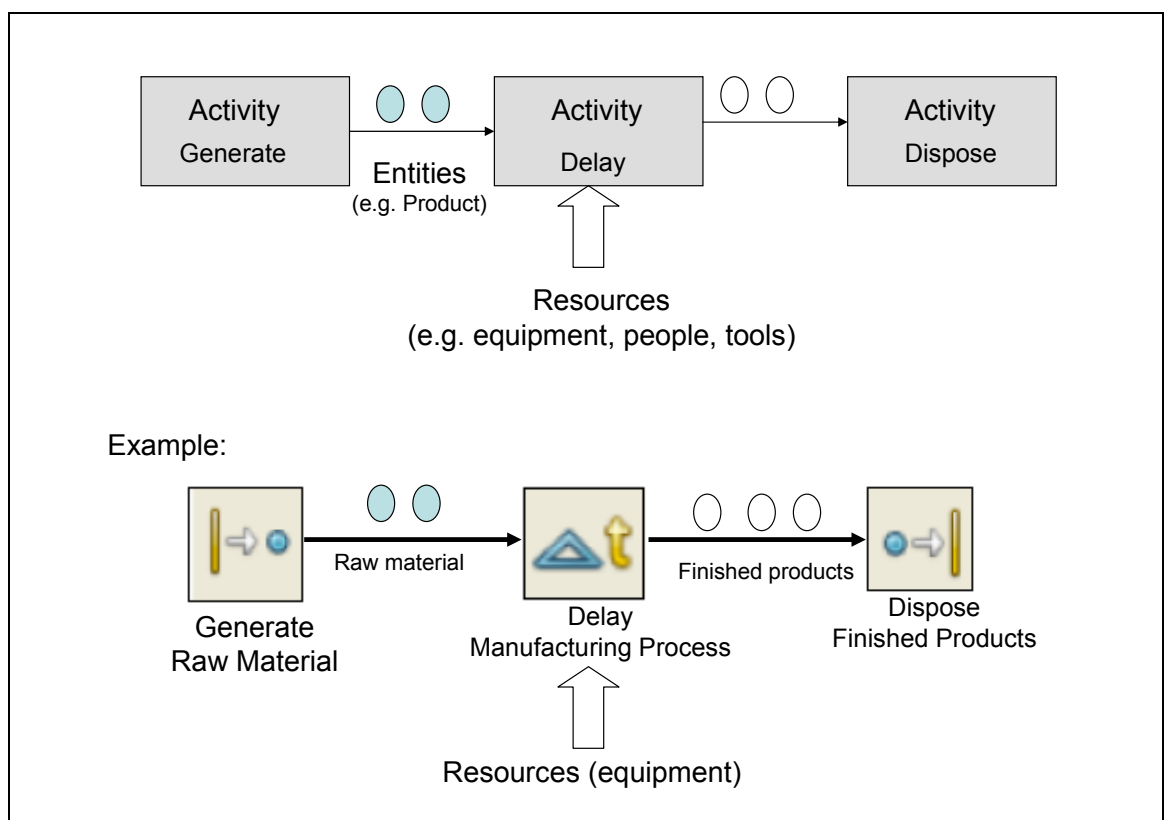 Activity
Generate
Entities
(e.g. Product)
Activity
Delay
Activity
Dispose
Resources
(e.g. equipment, people, tools)
Example:
Raw material
Finished products
Generate
Raw Material
Delay
Manufacturing Process
Dispose
Finished Products
Resources (equipment)